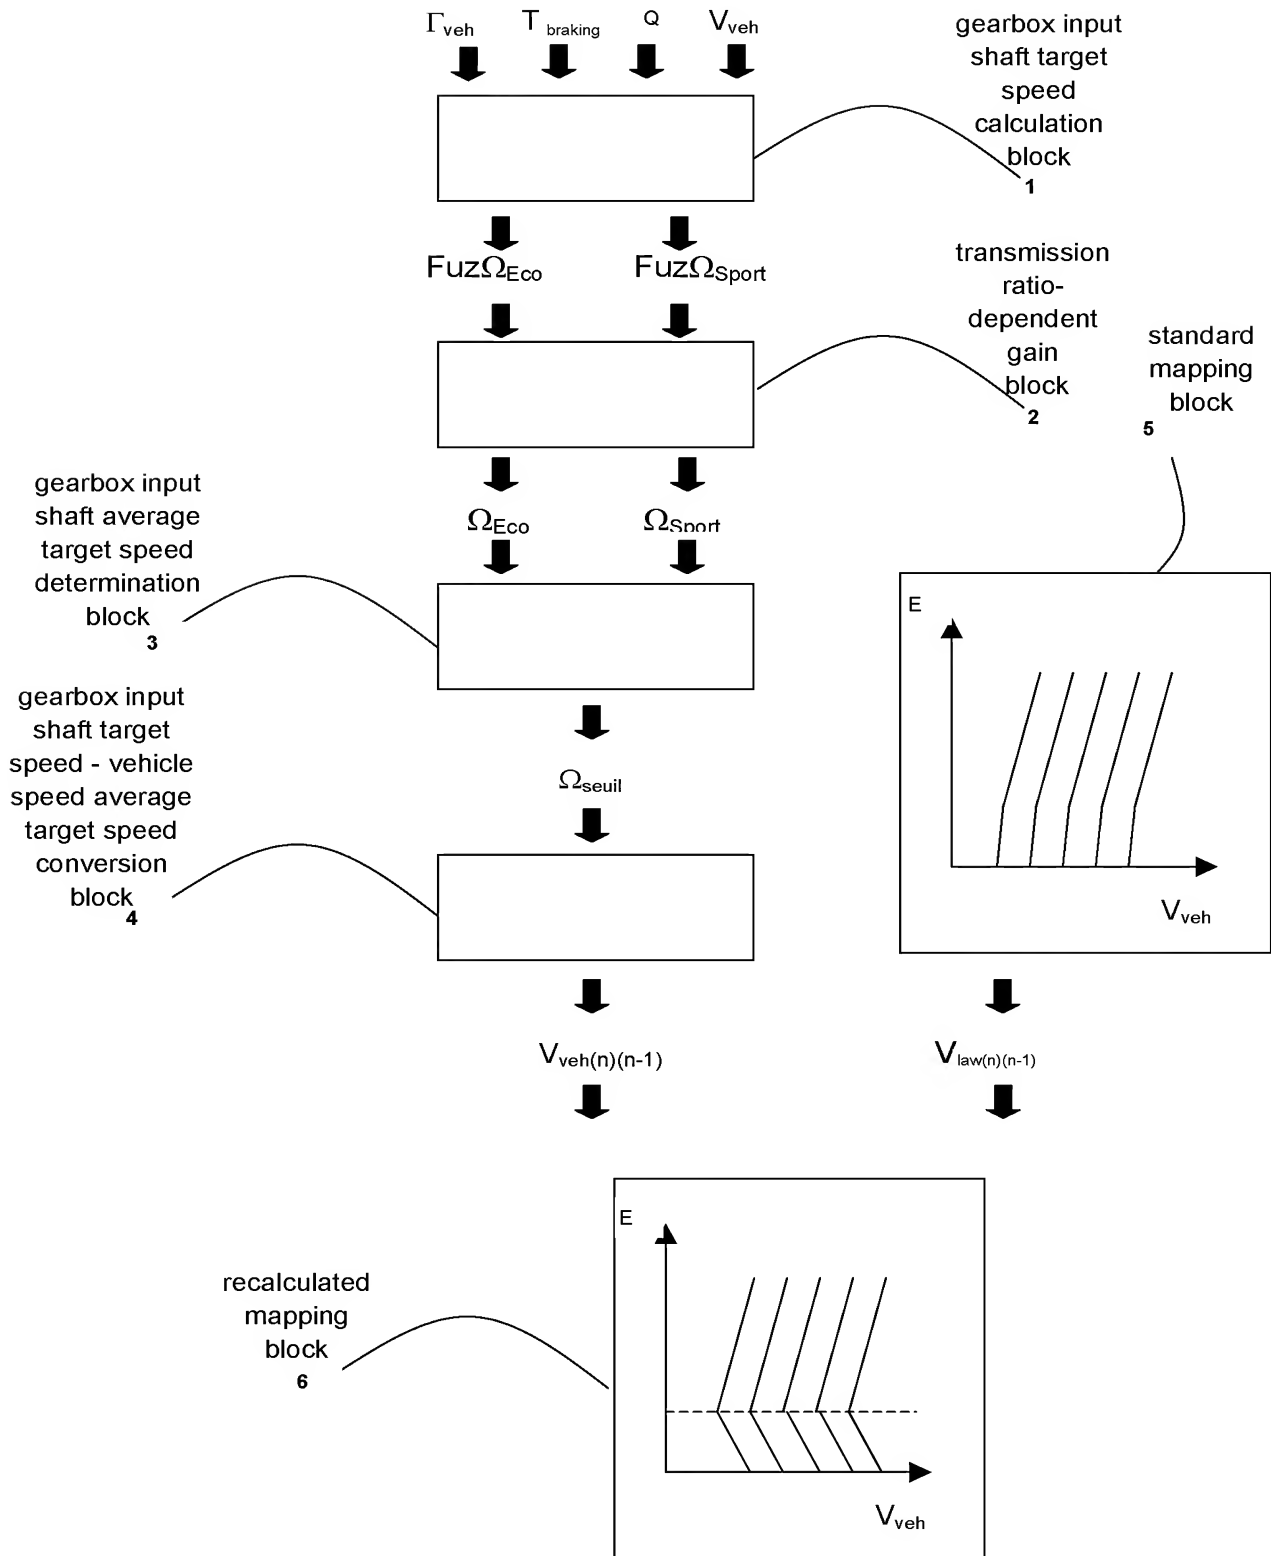 Γveh T braking Q Vveh
gearbox input
shaft target
speed
calculation
block
1
FuzΩEco FuzΩSport
transmission
ratio-
dependent
gain
block
2
standard
mapping
block
5
ΩEco ΩSport
gearbox input
shaft average
target speed
determination
block
3
E
Vveh
gearbox input
shaft target
speed - vehicle
speed average
target speed
conversion
block
4
Ωseuil
Vveh(n)(n-1) Vlaw(n)(n-1)
E
Vveh
recalculated
mapping
block
6